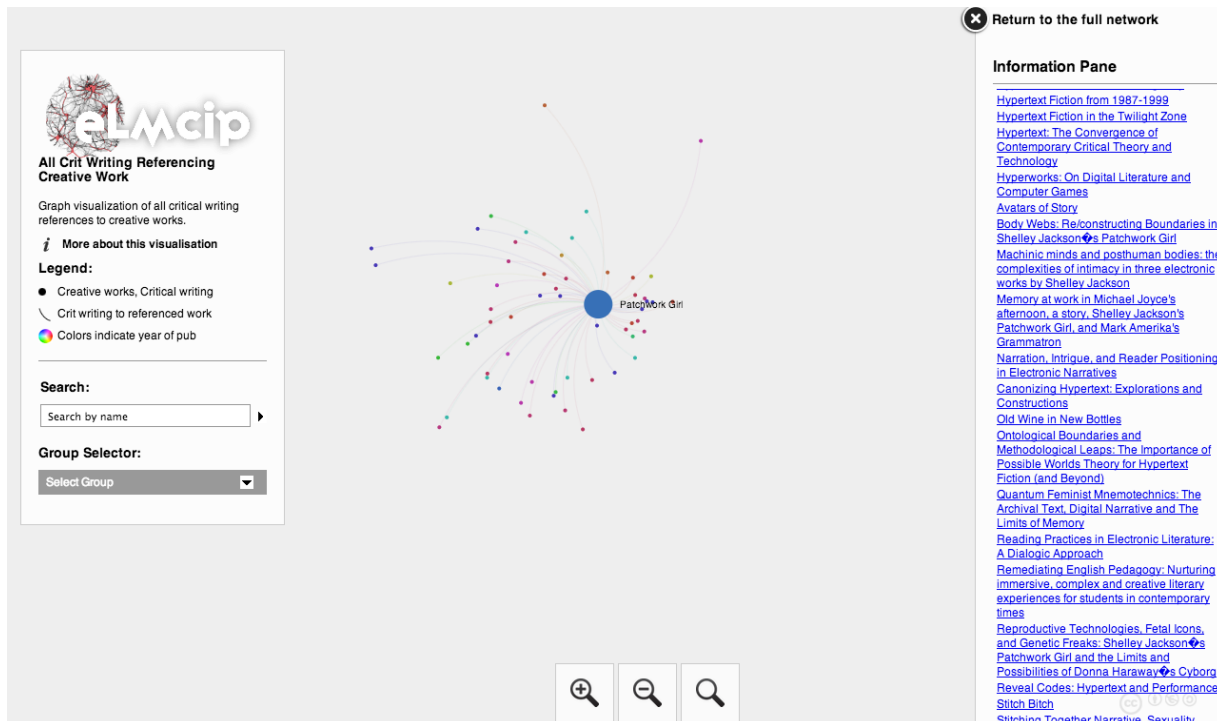 Return to the full network
eLMcip
All Crit Writing Referencing
Creative Work
Graph visualization of all critical writing
references to creative works.
i More about this visualisation
Legend:
Creative works, Critical writing
Crit writing to referenced work
Colors indicate year of pub
Search:
Search by name
Group Selector:
Select Group
Patchwork Girl
Information Pane
Hypertext Fiction from 1987-1999
Hypertext Fiction in the Twilight Zone
Hypertext: The Convergence of
Contemporary Critical Theory and
Technology
Hyperworks: On Digital Literature and
Computer Games
Avatars of Story
Body Webs: Re/constructing Boundaries in
Shelley Jackson�s Patchwork Girl
Machinic minds and posthuman bodies: the
complexities of intimacy in three electronic
works by Shelley Jackson
Memory at work in Michael Joyce's
afternoon, a story, Shelley Jackson's
Patchwork Girl, and Mark Amerika's
Grammatron
Narration, Intrigue, and Reader Positioning
in Electronic Narratives
Canonizing Hypertext: Explorations and
Constructions
Old Wine in New Bottles
Ontological Boundaries and
Methodological Leaps: The Importance of
Possible Worlds Theory for Hypertext
Fiction (and Beyond)
Quantum Feminist Mnemotechnics: The
Archival Text, Digital Narrative and The
Limits of Memory
Reading Practices in Electronic Literature:
A Dialogic Approach
Remediating English Pedagogy: Nurturing
immersive, complex and creative literary
experiences for students in contemporary
times
Reproductive Technologies, Fetal Icons,
and Genetic Freaks: Shelley Jackson�s
Patchwork Girl and the Limits and
Possibilities of Donna Haraway�s Cyborg
Reveal Codes: Hypertext and Performance
Stitch Bitch
Stitching Together Narrative, Sexuality,